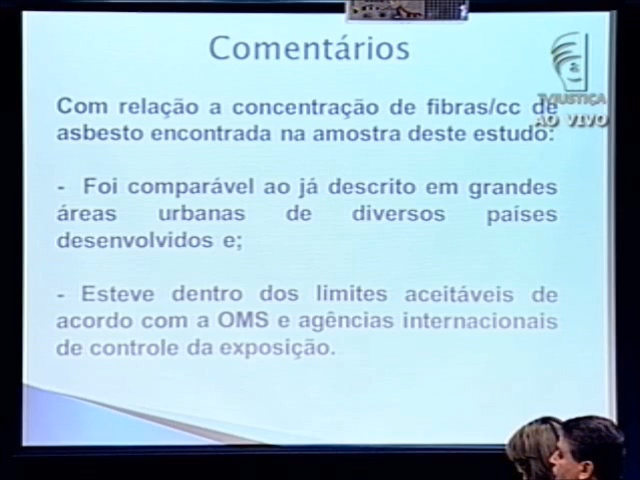 Comentários
TVJUSTIÇA
AO VIVO
Com relação a concentração de fibras/cc de
asbesto encontrada na amostra deste estudo:
- Foi comparável ao já descrito em grandes
áreas urbanas de diversos países
desenvolvidos e;
- Esteve dentro dos limites aceitáveis de
acordo com a OMS e agências internacionais
de controle da exposição.